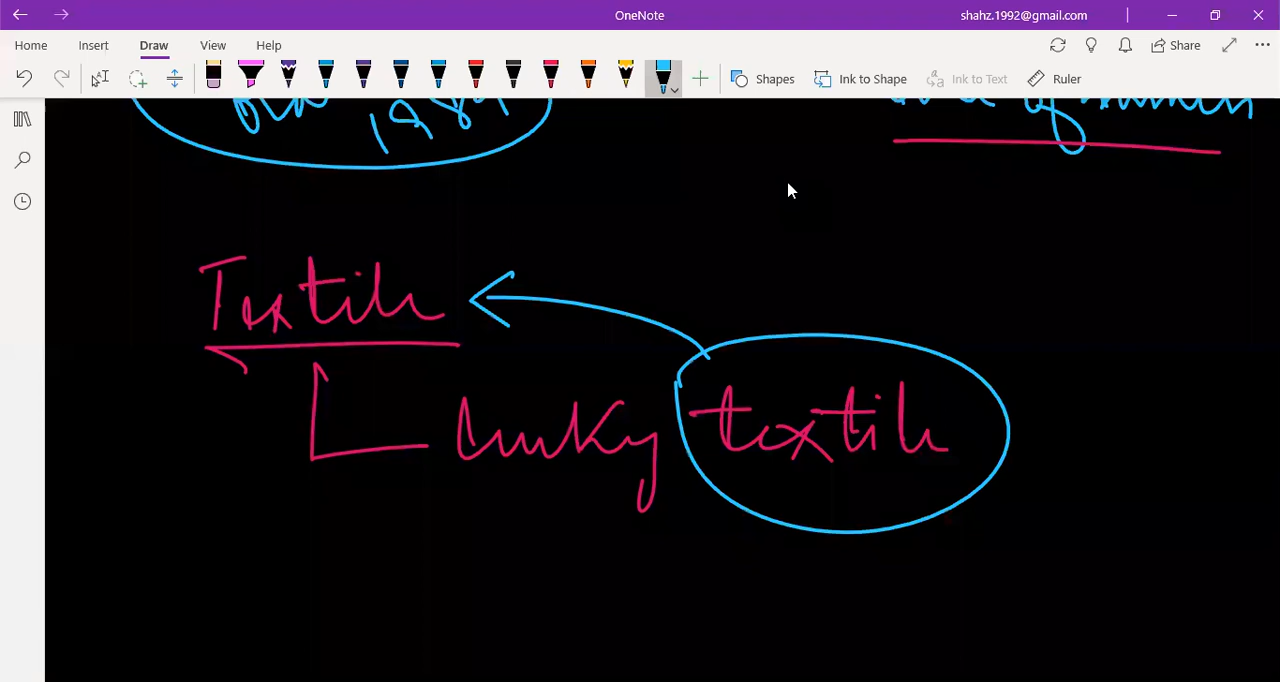 OneNote
shahz.1992@gmail.com
Home Insert Draw View Help
Share
Shapes Ink to Shape Ink to Text Ruler
Textile
Lucky textile